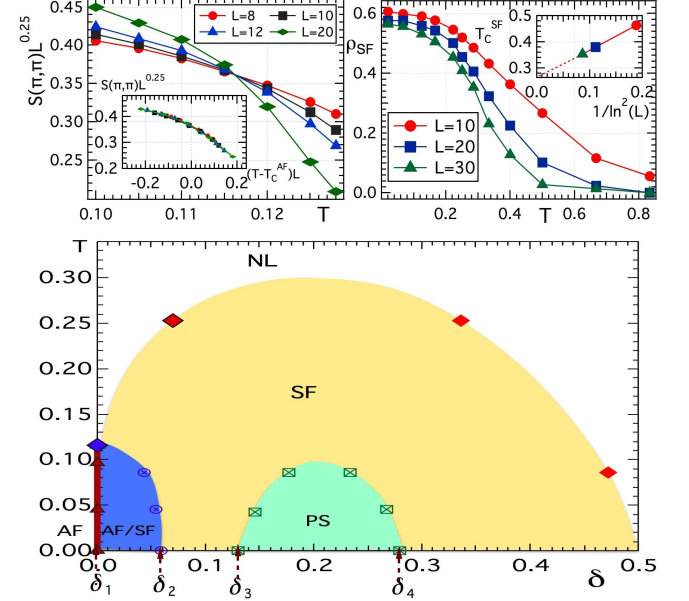 S(π,π)L^0.25
0.45
0.40
0.35
0.30
0.25
L=8
L=10
L=12
L=20
S(π,π)L^0.25
0.4
0.3
0.2
-0.2
0.0
0.2
(T-T_C^AF)L
0.10
0.11
0.12
T
ρ_SF
0.6
0.4
0.2
0.0
L=10
L=20
L=30
T_C^SF
0.5
0.4
0.3
0.0
0.1
0.2
1/ln²(L)
0.2
0.4
T
0.6
0.8
T
NL
0.30
0.25
0.20
0.15
0.10
0.05
0.00
SF
AF
AF/SF
PS
0.0
0.1
0.2
0.3
0.4
0.5
δ₁
δ₂
δ₃
δ₄
δ